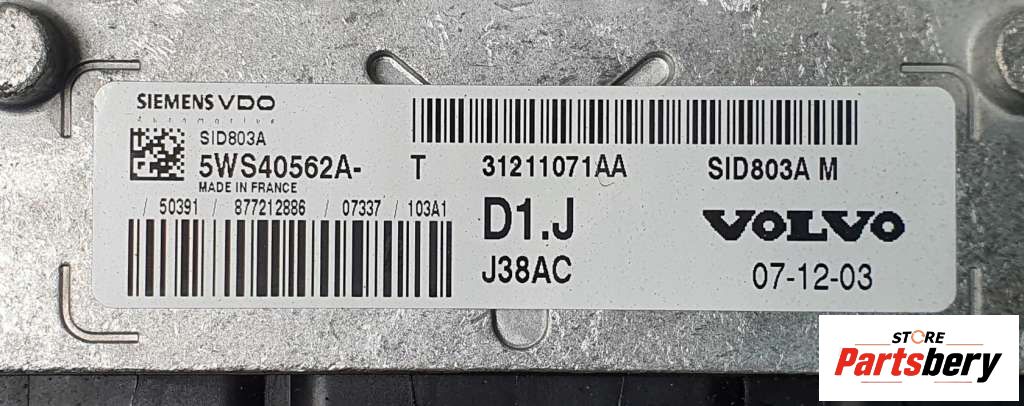 SIEMENS VDO
Automotive
SID803A
5WS40562A- T
MADE IN FRANCE
/ 50391 / 877212886 / 07337 / 103A1
31211071AA SID803A M
D1.J
VOLVO
J38AC
07-12-03
STORE
Partsbery